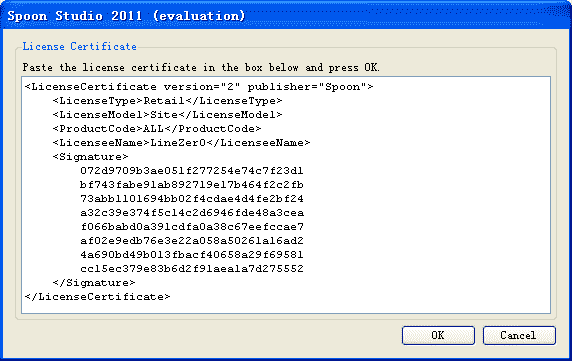 Spoon Studio 2011 (evaluation)
License Certificate
Paste the license certificate in the box below and press OK.
<LicenseCertificate version="2" publisher="Spoon">
<LicenseType>Retail</LicenseType>
<LicenseModel>Site</LicenseModel>
<ProductCode>ALL</ProductCode>
<LicenseeName>LineZer0</LicenseeName>
<Signature>
072d9709b3ae051f277254e74c7f23d1
bf743fabe91ab892719e17b464f2c2fb
73abb1101694bb02f4cdae4d4fe2bf24
a32c39e374f5c14c2d6946fde48a3cea
f066babd0a391cdfa0a38c67eefccae7
af02e9edb76e3e22a058a50261a16ad2
4a690bd49b013fbacf40658a29f69581
cc15ec379e83b6d2f91aea1a7d275552
</Signature>
</LicenseCertificate>
OK
Cancel